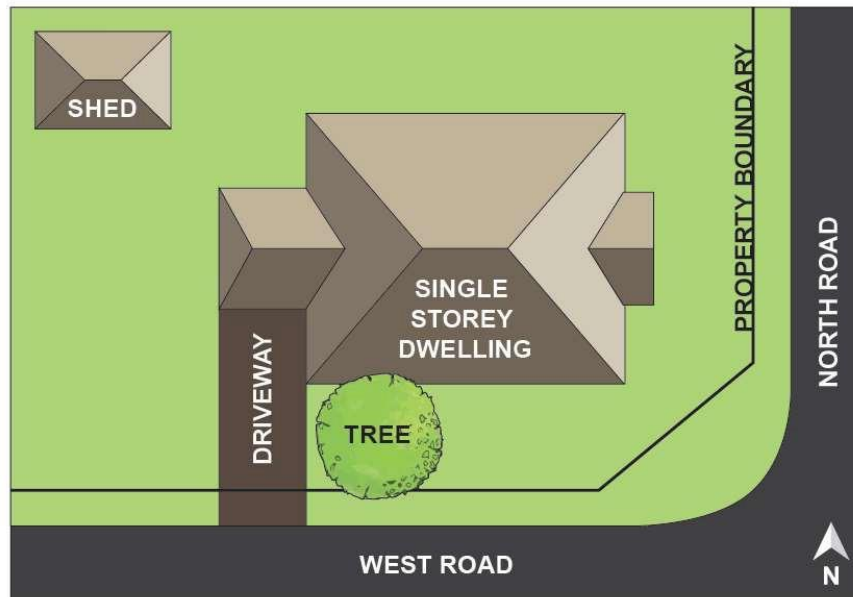 SHED
PROPERTY BOUNDARY
SINGLE
STOREY
DWELLING
NORTH ROAD
DRIVEWAY
TREE
WEST ROAD
N